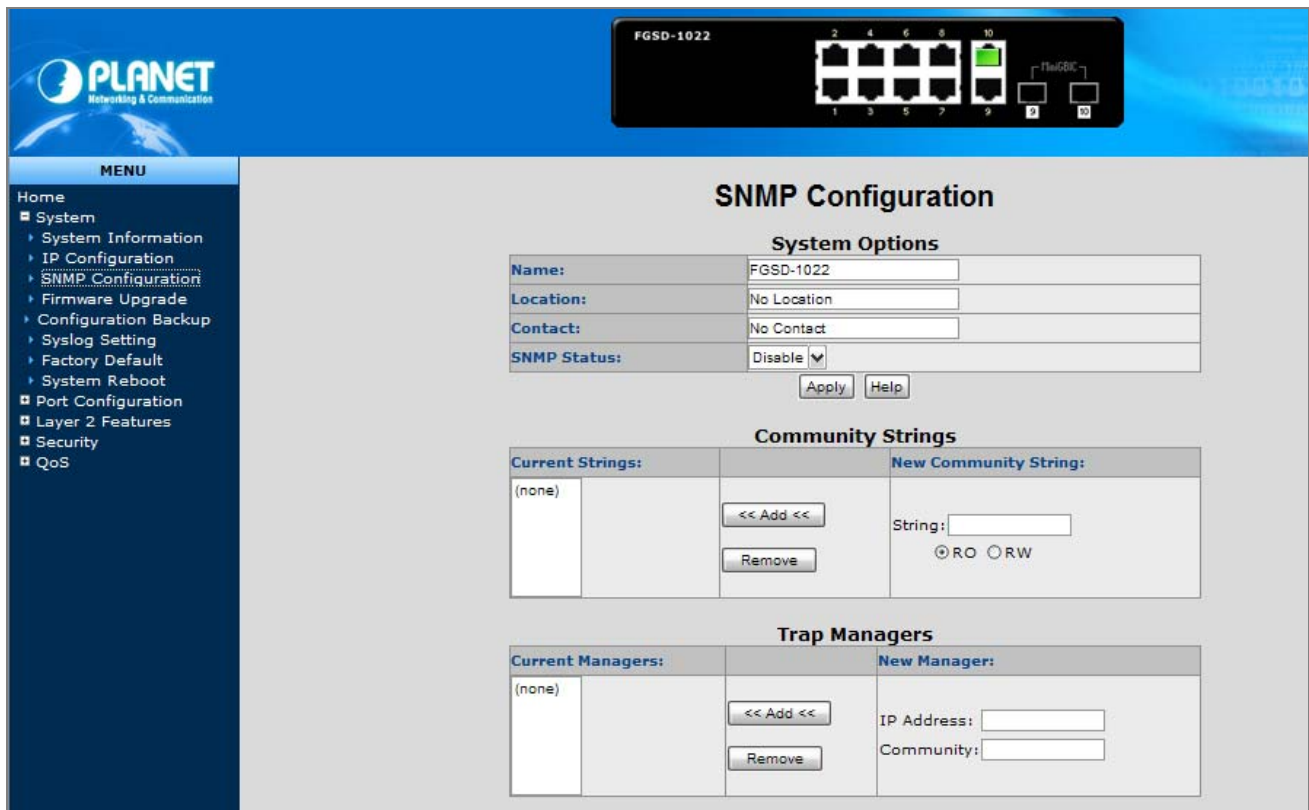 FGSD-1022
2 4 6 8 10
MiniGBIC
1 3 5 7 9 9 10
PLANET
Networking & Communication
MENU
Home
System
System Information
IP Configuration
SNMP Configuration
Firmware Upgrade
Configuration Backup
Syslog Setting
Factory Default
System Reboot
Port Configuration
Layer 2 Features
Security
QoS
SNMP Configuration
System Options
Name: FGSD-1022
Location: No Location
Contact: No Contact
SNMP Status: Disable
Apply Help
Community Strings
Current Strings: New Community String:
(none)
<< Add <<
String:
RO RW
Remove
Trap Managers
Current Managers: New Manager:
(none)
<< Add <<
IP Address:
Community:
Remove